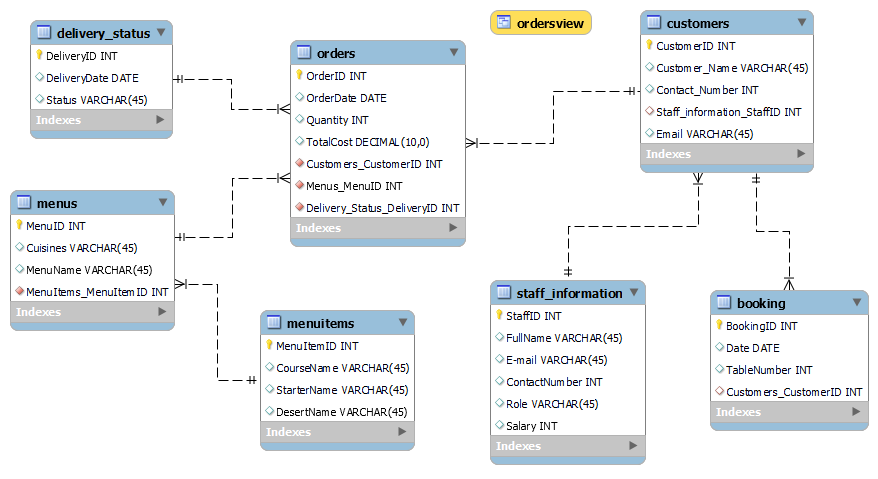 delivery_status
DeliveryID INT
DeliveryDate DATE
Status VARCHAR(45)
Indexes
orders
OrderID INT
OrderDate DATE
Quantity INT
TotalCost DECIMAL(10,0)
Customers_CustomerID INT
Menus_MenuID INT
Delivery_Status_DeliveryID INT
Indexes
ordersview
customers
CustomerID INT
Customer_Name VARCHAR(45)
Contact_Number INT
Staff_information_StaffID INT
Email VARCHAR(45)
Indexes
menus
MenuID INT
Cuisines VARCHAR(45)
MenuName VARCHAR(45)
MenuItems_MenuItemID INT
Indexes
menuitems
MenuItemID INT
CourseName VARCHAR(45)
StarterName VARCHAR(45)
DesertName VARCHAR(45)
Indexes
staff_information
StaffID INT
FullName VARCHAR(45)
E-mail VARCHAR(45)
ContactNumber INT
Role VARCHAR(45)
Salary INT
Indexes
booking
BookingID INT
Date DATE
TableNumber INT
Customers_CustomerID INT
Indexes